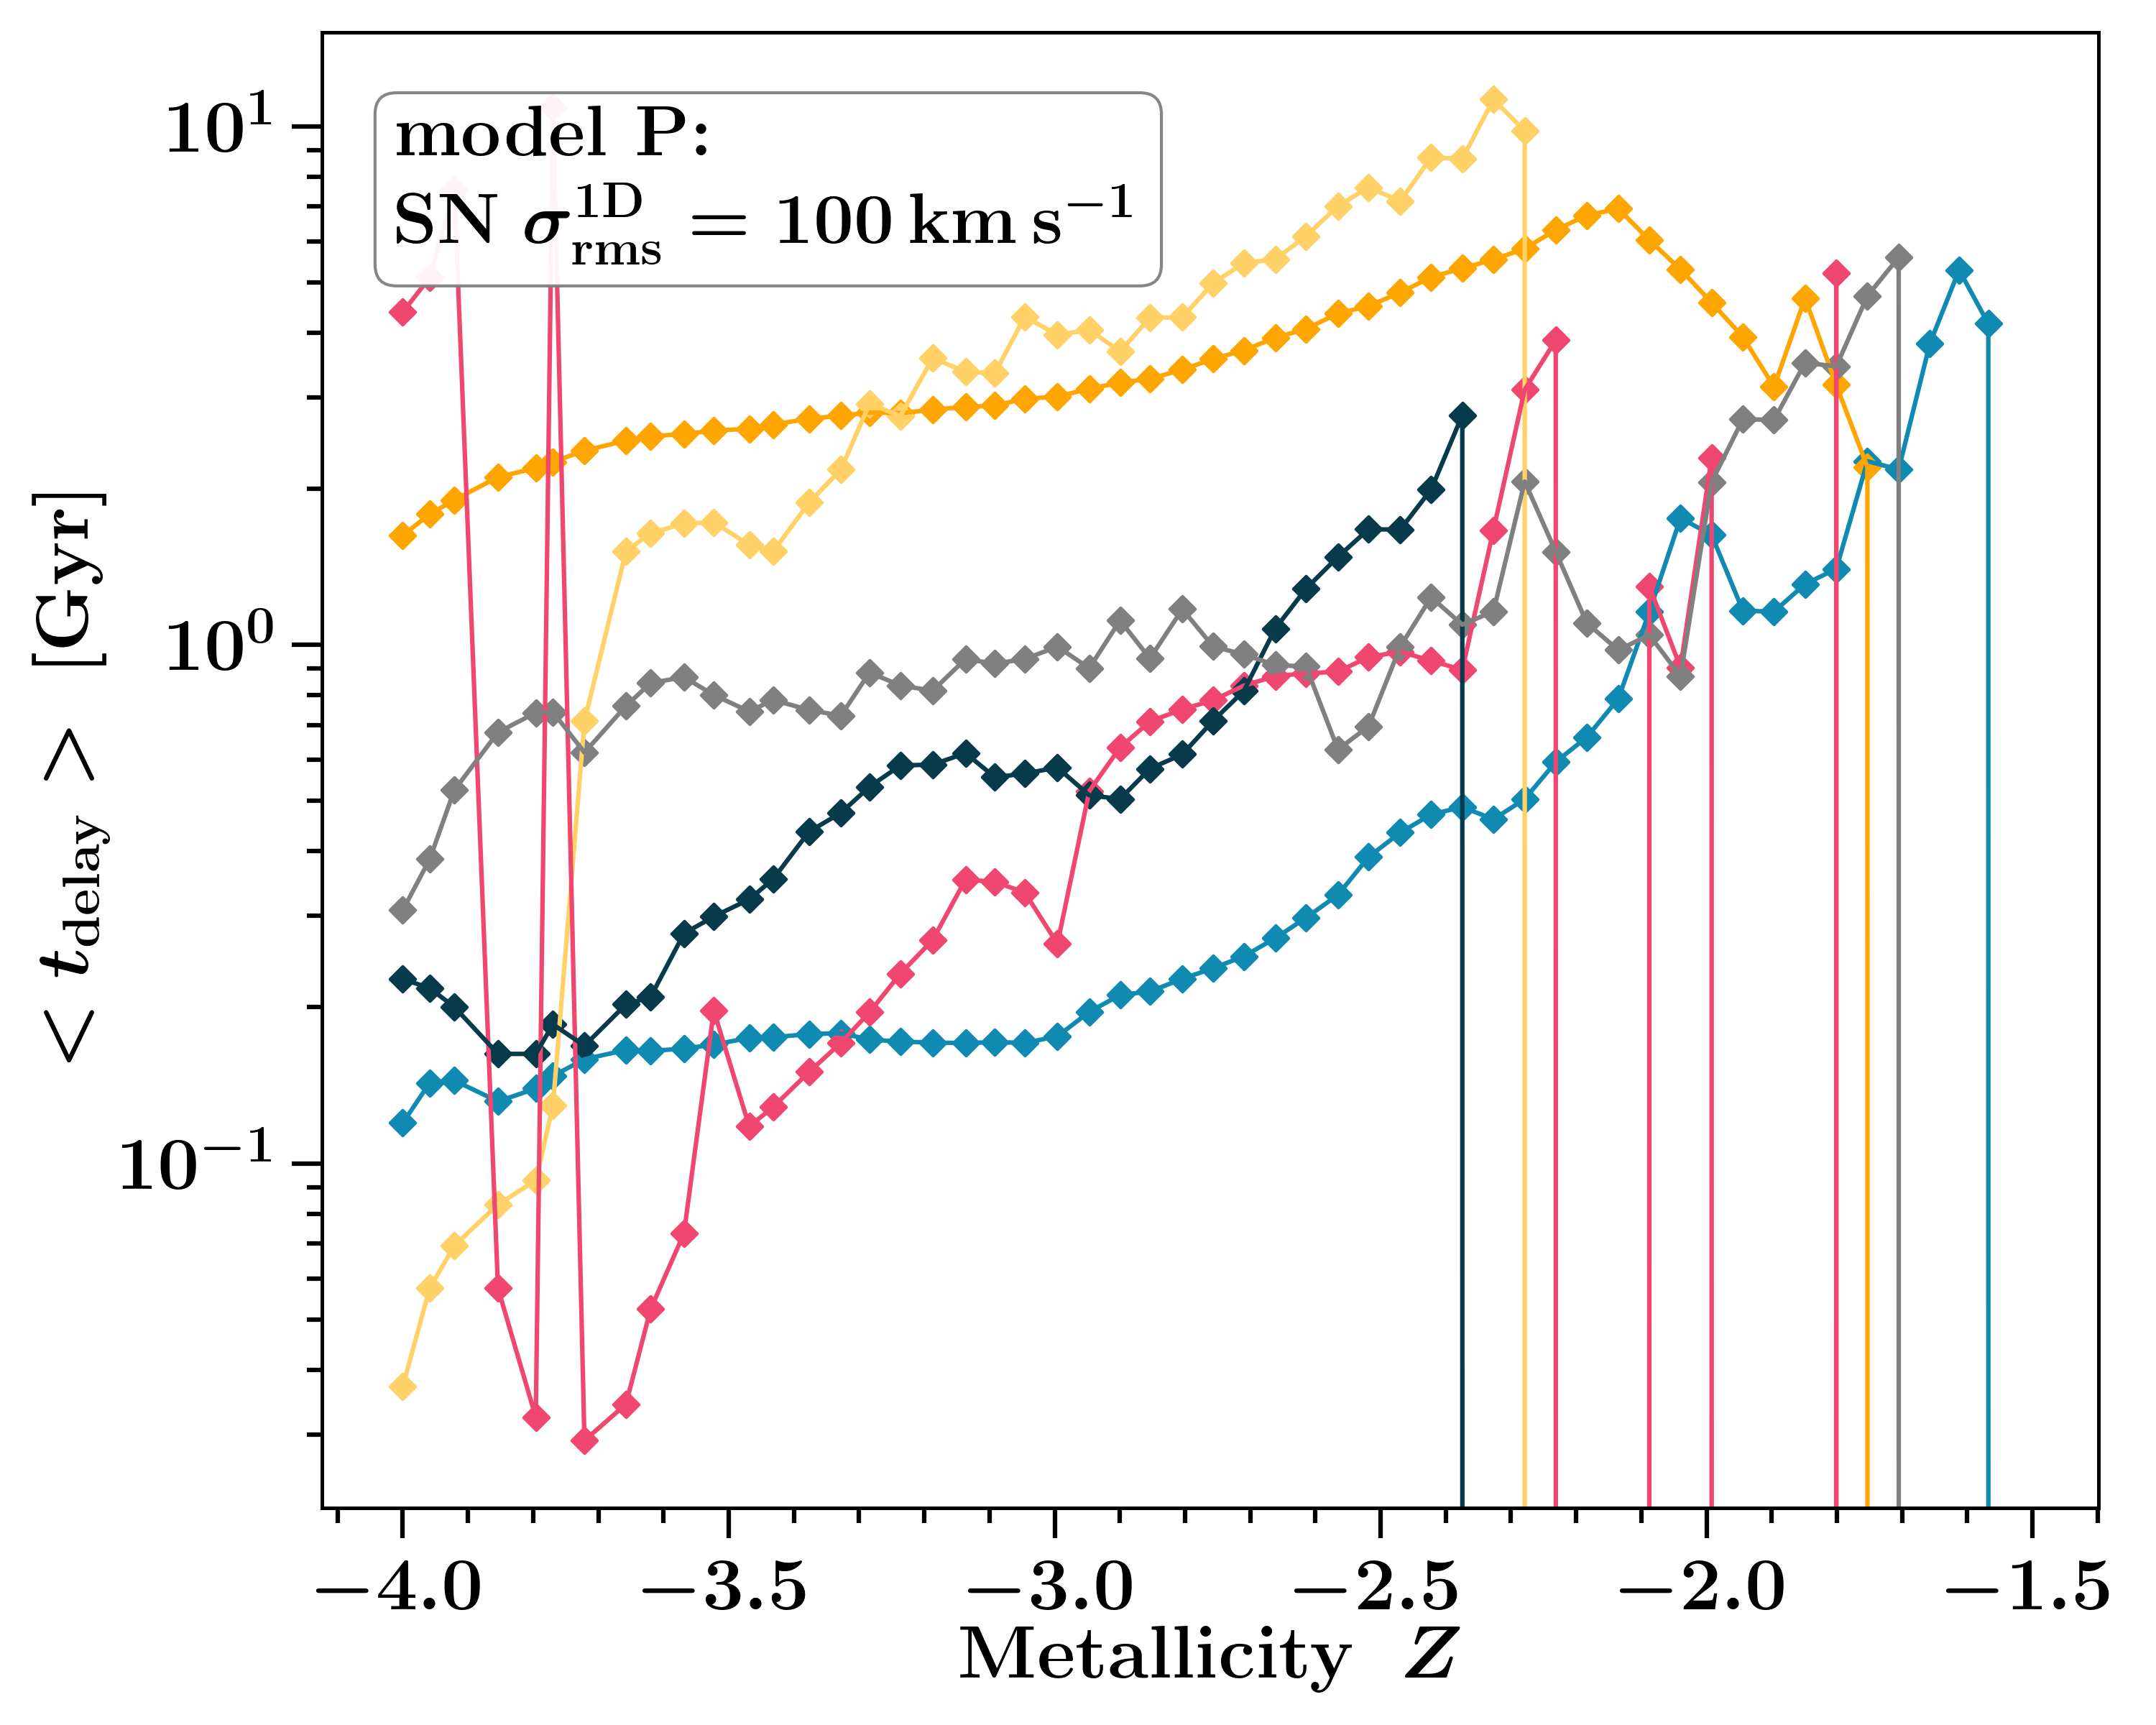 model P:
SN σ^{1D}_{rms} = 100 km s^{−1}
< t_{delay} > [Gyr]
10^1
10^0
10^{−1}
−4.0 −3.5 −3.0 −2.5 −2.0 −1.5
Metallicity Z